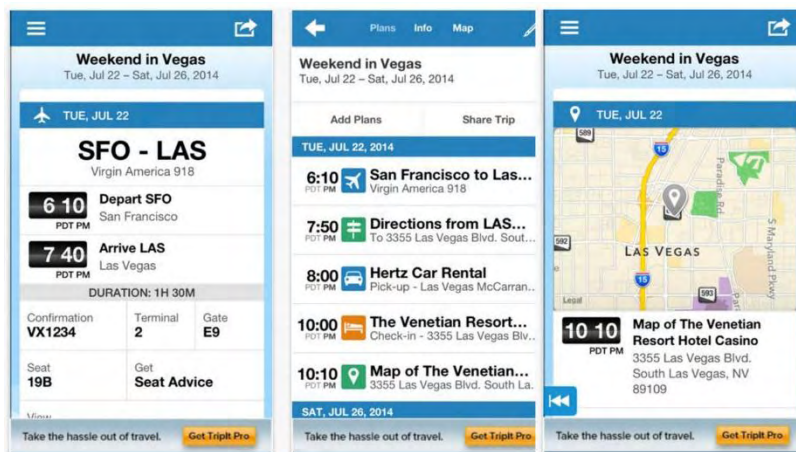 Weekend in Vegas
Tue, Jul 22 – Sat, Jul 26, 2014
TUE, JUL 22
SFO - LAS
Virgin America 918
6 10
PDT PM
Depart SFO
San Francisco
7 40
PDT PM
Arrive LAS
Las Vegas
DURATION: 1H 30M
Confirmation
VX1234
Terminal
2
Gate
E9
Seat
19B
Get
Seat Advice
View
Take the hassle out of travel.
Get TripIt Pro
Plans Info Map
Weekend in Vegas
Tue, Jul 22 – Sat, Jul 26, 2014
Add Plans
Share Trip
TUE, JUL 22, 2014
6:10
PDT PM
San Francisco to Las...
Virgin America 918
7:50
PDT PM
Directions from LAS...
To 3355 Las Vegas Blvd. Sout...
8:00
PDT PM
Hertz Car Rental
Pick-up - Las Vegas McCarran...
10:00
PDT PM
The Venetian Resort...
Check-in - 3355 Las Vegas Blv...
10:10
PDT PM
Map of The Venetian...
3355 Las Vegas Blvd. South La.
SAT, JUL 26, 2014
Take the hassle out of travel.
Get TripIt Pro
Weekend in Vegas
Tue, Jul 22 – Sat, Jul 26, 2014
TUE, JUL 22
589
15
Paradise Rd
S Maryland Pkwy
592
LAS VEGAS
15
593
Legal
10 10
PDT PM
Map of The Venetian
Resort Hotel Casino
3355 Las Vegas Blvd.
South Las Vegas, NV
89109
Take the hassle out of travel.
Get TripIt Pro